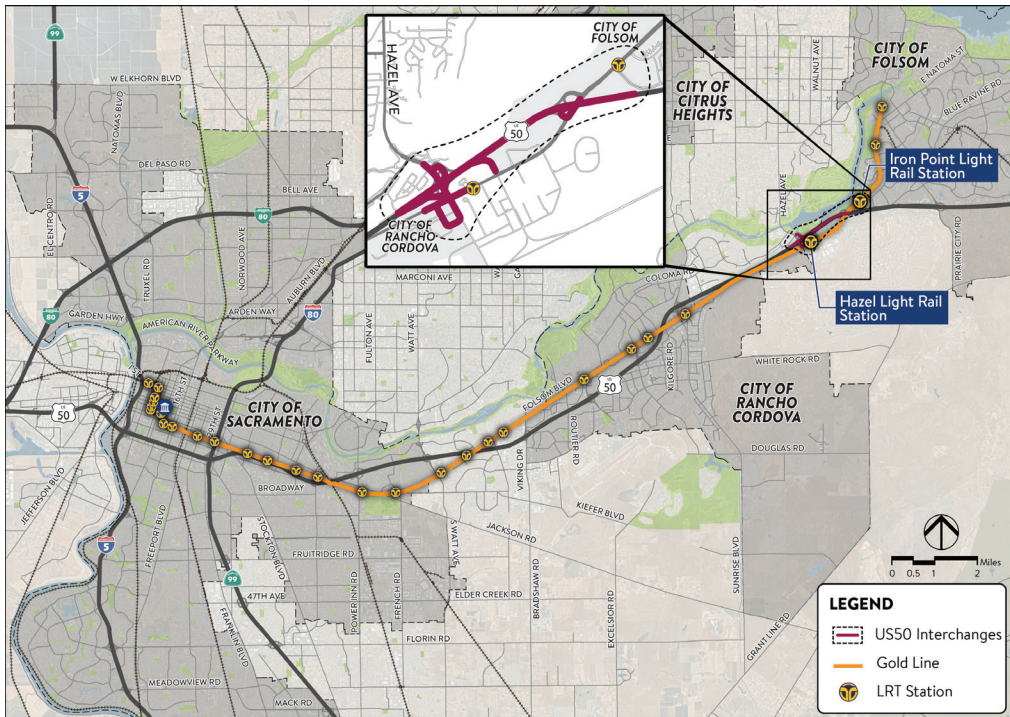 99
W ELKHORN BLVD
NATOMAS BLVD
DEL PASO RD
5
80
BELL AVE
EL CENTRO RD
TRUXEL RD
NORWOOD AVE
AUBURN BLVD
80
GARDEN HWY
80
ARDEN WAY
AMERICAN RIVER PARKWAY
FULTON AVE
WATT AVE
MARCONI AVE
US
50
16TH ST
CITY OF
SACRAMENTO
JEFFERSON BLVD
BROADWAY
5
FREEPORT BLVD
STOCKTON BLVD
FRUITRIDGE RD
99
47TH AVE
FRANKLIN BLVD
POWER INN RD
FRENCH RD
S WATT AVE
ELDER CREEK RD
FLORIN RD
MEADOWVIEW RD
MACK RD
JACKSON RD
BRADSHAW RD
EXCELSIOR RD
KIEFER BLVD
VIKING DR
ROUTIER RD
FOLSOM BLVD
US
50
KILGORE RD
COLOMA RD
WHITE ROCK RD
CITY OF
RANCHO
CORDOVA
DOUGLAS RD
SUNRISE BLVD
GRANT LINE RD
PRAIRIE CITY RD
HAZEL AVE
CITY OF
CITRUS
HEIGHTS
WALNUT AVE
CITY OF
FOLSOM
E NATOMA ST
BLUE RAVINE RD
Iron Point Light
Rail Station
Hazel Light Rail
Station
HAZEL AVE
CITY OF
FOLSOM
US
50
CITY OF
RANCHO
CORDOVA
0 0.5 1 2 Miles
LEGEND
US50 Interchanges
Gold Line
LRT Station